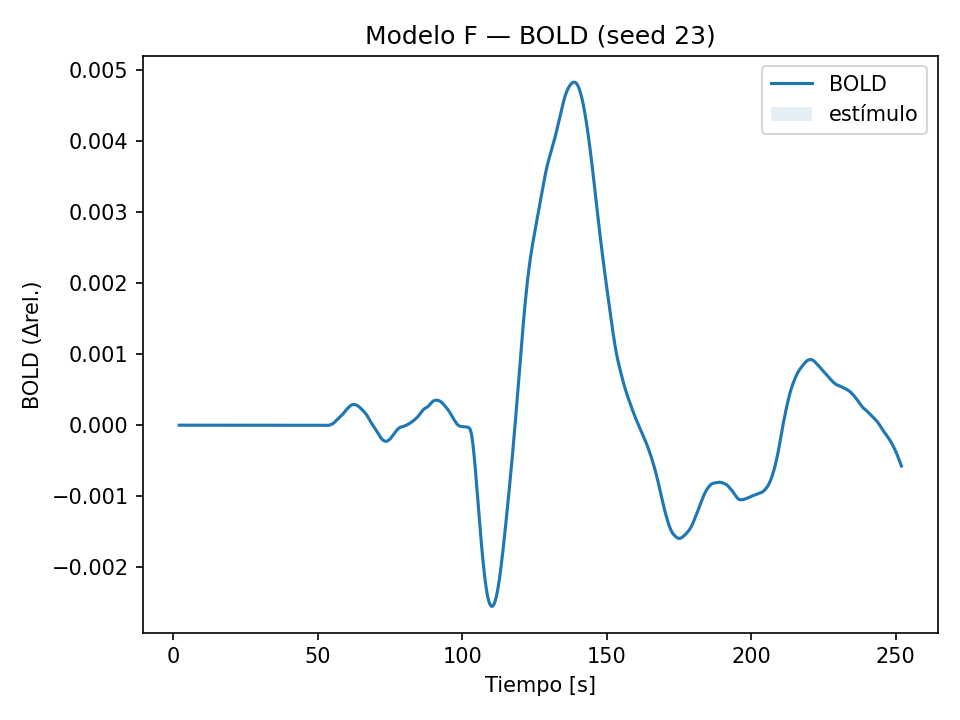 Modelo F — BOLD (seed 23)
BOLD
estímulo
BOLD (Δrel.)
0.005
0.004
0.003
0.002
0.001
0.000
−0.001
−0.002
0
50
100
150
200
250
Tiempo [s]